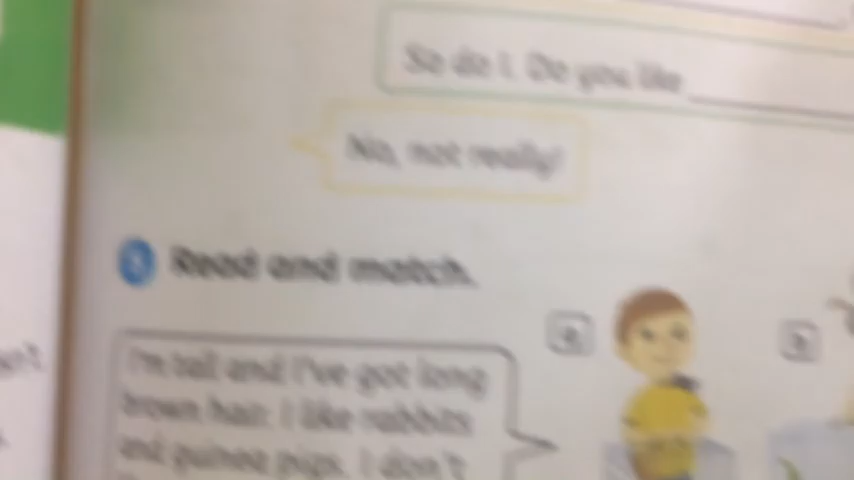 So do I. Do you like
No, not really!
Read and match.
a
b
I'm tall and I've got long
brown hair. I like rabbits
and guinea pigs. I don't